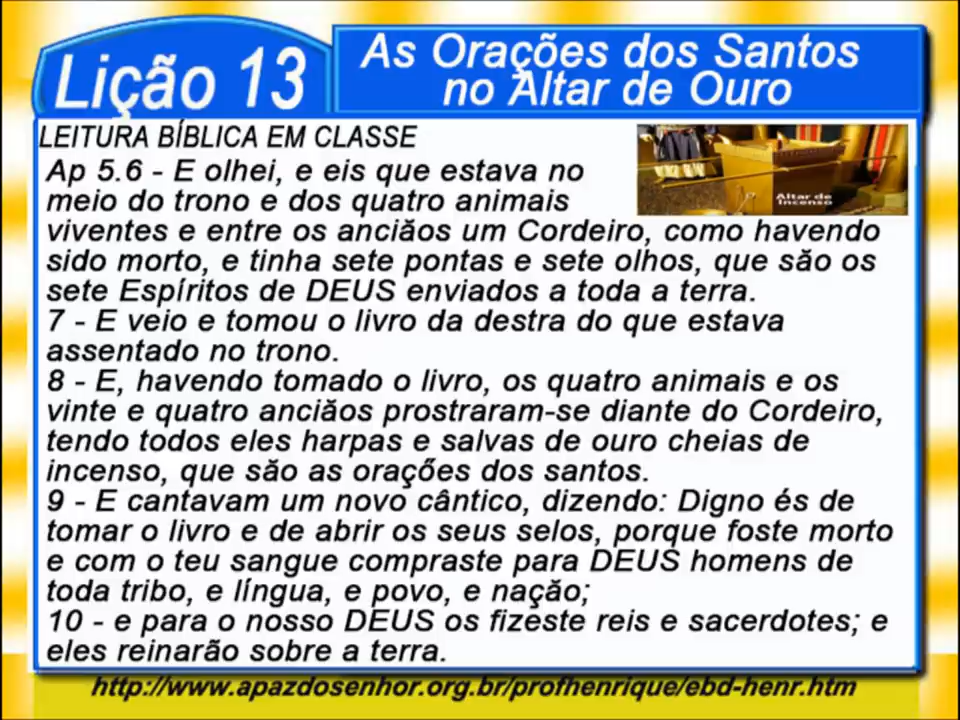 Lição 13
As Orações dos Santos
no Altar de Ouro
LEITURA BÍBLICA EM CLASSE
Altar de
Incenso
Ap 5.6 - E olhei, e eis que estava no
meio do trono e dos quatro animais
viventes e entre os anciăos um Cordeiro, como havendo
sido morto, e tinha sete pontas e sete olhos, que săo os
sete Espíritos de DEUS enviados a toda a terra.
7 - E veio e tomou o livro da destra do que estava
assentado no trono.
8 - E, havendo tomado o livro, os quatro animais e os
vinte e quatro anciăos prostraram-se diante do Cordeiro,
tendo todos eles harpas e salvas de ouro cheias de
incenso, que săo as oraçőes dos santos.
9 - E cantavam um novo cântico, dizendo: Digno és de
tomar o livro e de abrir os seus selos, porque foste morto
e com o teu sangue compraste para DEUS homens de
toda tribo, e língua, e povo, e naçăo;
10 - e para o nosso DEUS os fizeste reis e sacerdotes; e
eles reinarăo sobre a terra.
http://www.apazdosenhor.org.br/profhenrique/ebd-henr.htm